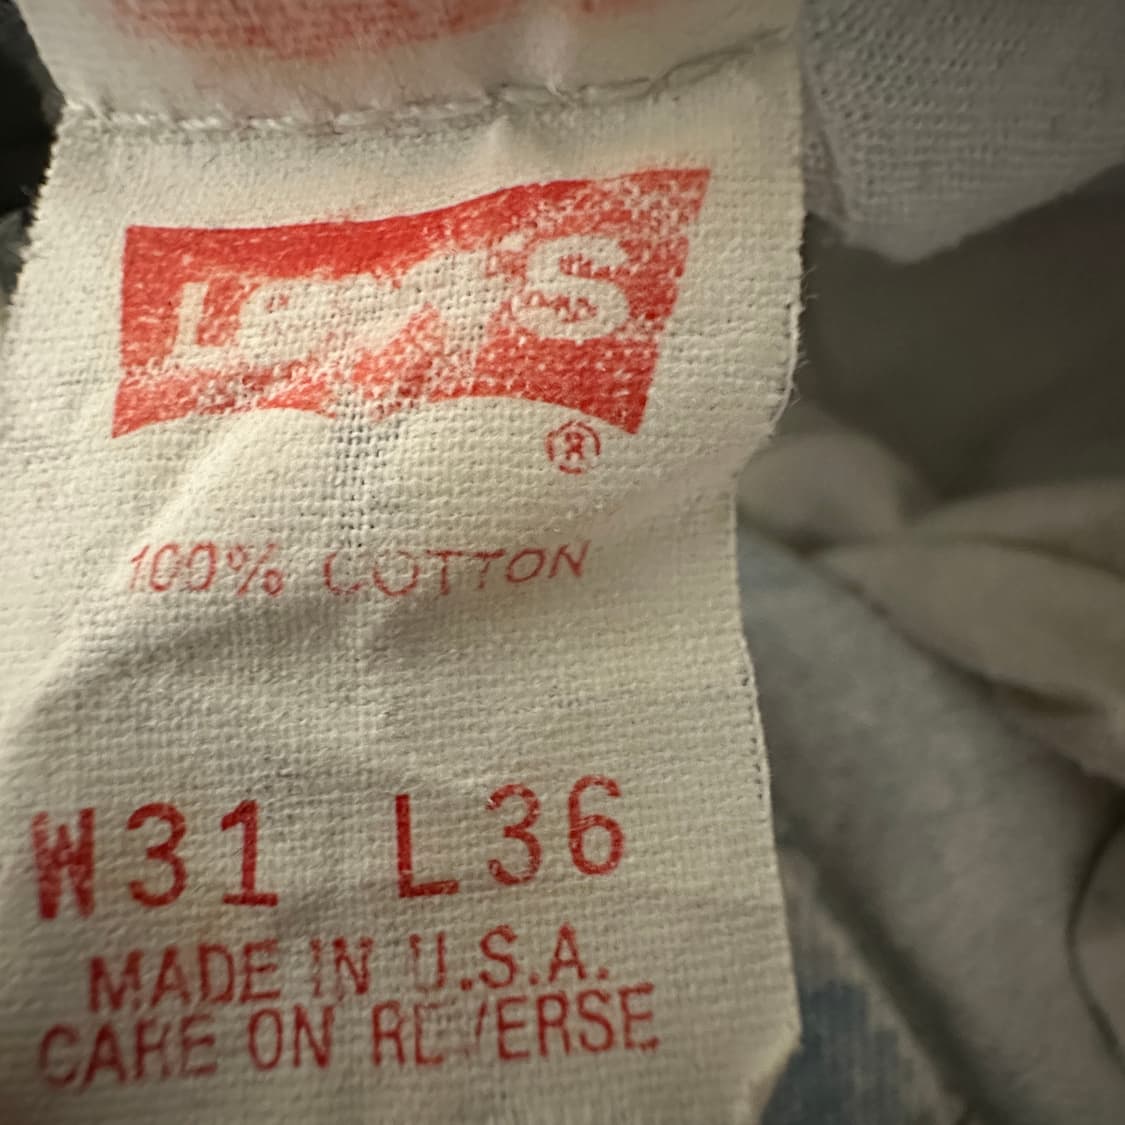 LEVI'S
®
100% COTTON
W31 L36
MADE IN U.S.A.
CARE ON REVERSE